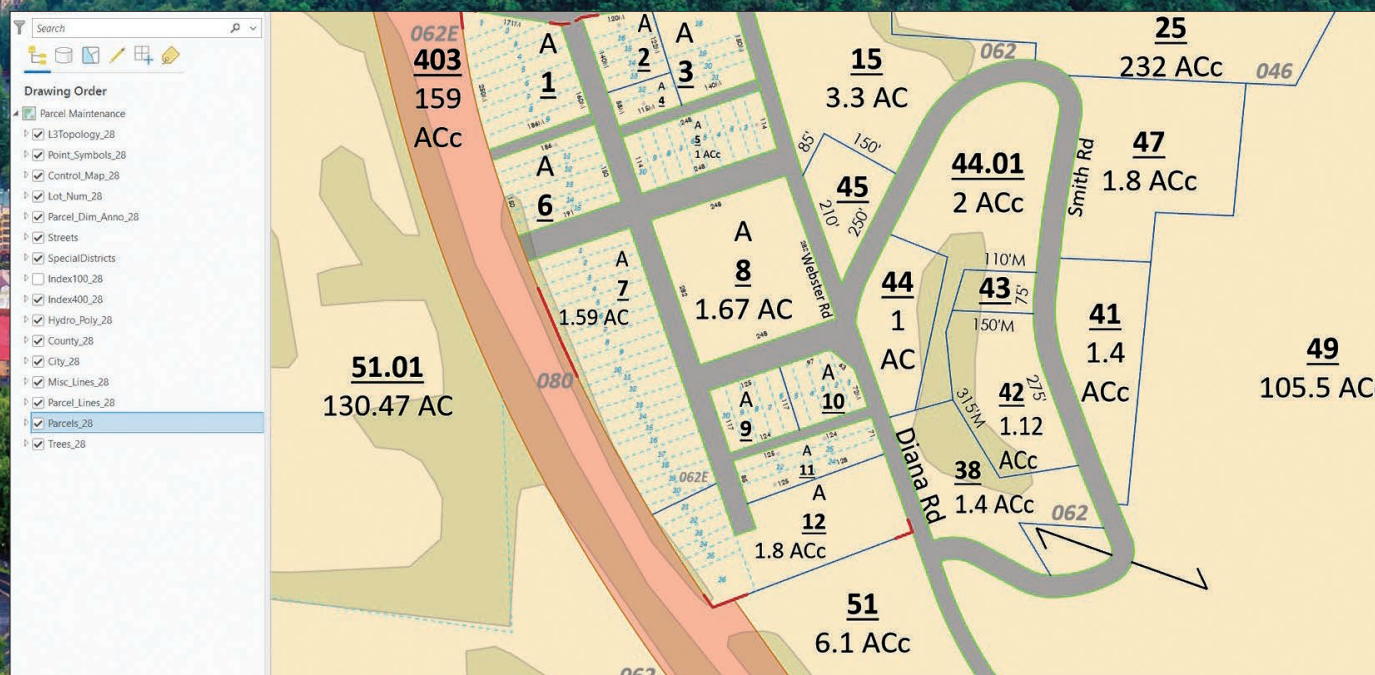 Search
Drawing Order
Parcel Maintenance
L3Topology_28
Point_Symbols_28
Control_Map_28
Lot_Num_28
Parcel_Dim_Anno_28
Streets
SpecialDistricts
Index100_28
Index400_28
Hydro_Poly_28
County_28
City_28
Misc_Lines_28
Parcel_Lines_28
Parcels_28
Trees_28
062E
403
159
ACc
A
1
A
2
A
3
A
4
A
5
1 ACc
A
6
A
7
1.59 AC
A
8
1.67 AC
Webster Rd
A
9
A
10
A
11
A
12
1.8 ACc
15
3.3 AC
062
25
232 ACc
046
85'
150'
45
210'
250'
44.01
2 ACc
Smith Rd
47
1.8 ACc
44
1
AC
110'M
43
75'
150'M
315'M
42
1.12
ACc
275'
41
1.4
ACc
49
105.5 AC
51.01
130.47 AC
080
062E
Diana Rd
38
1.4 ACc
062
51
6.1 ACc
062